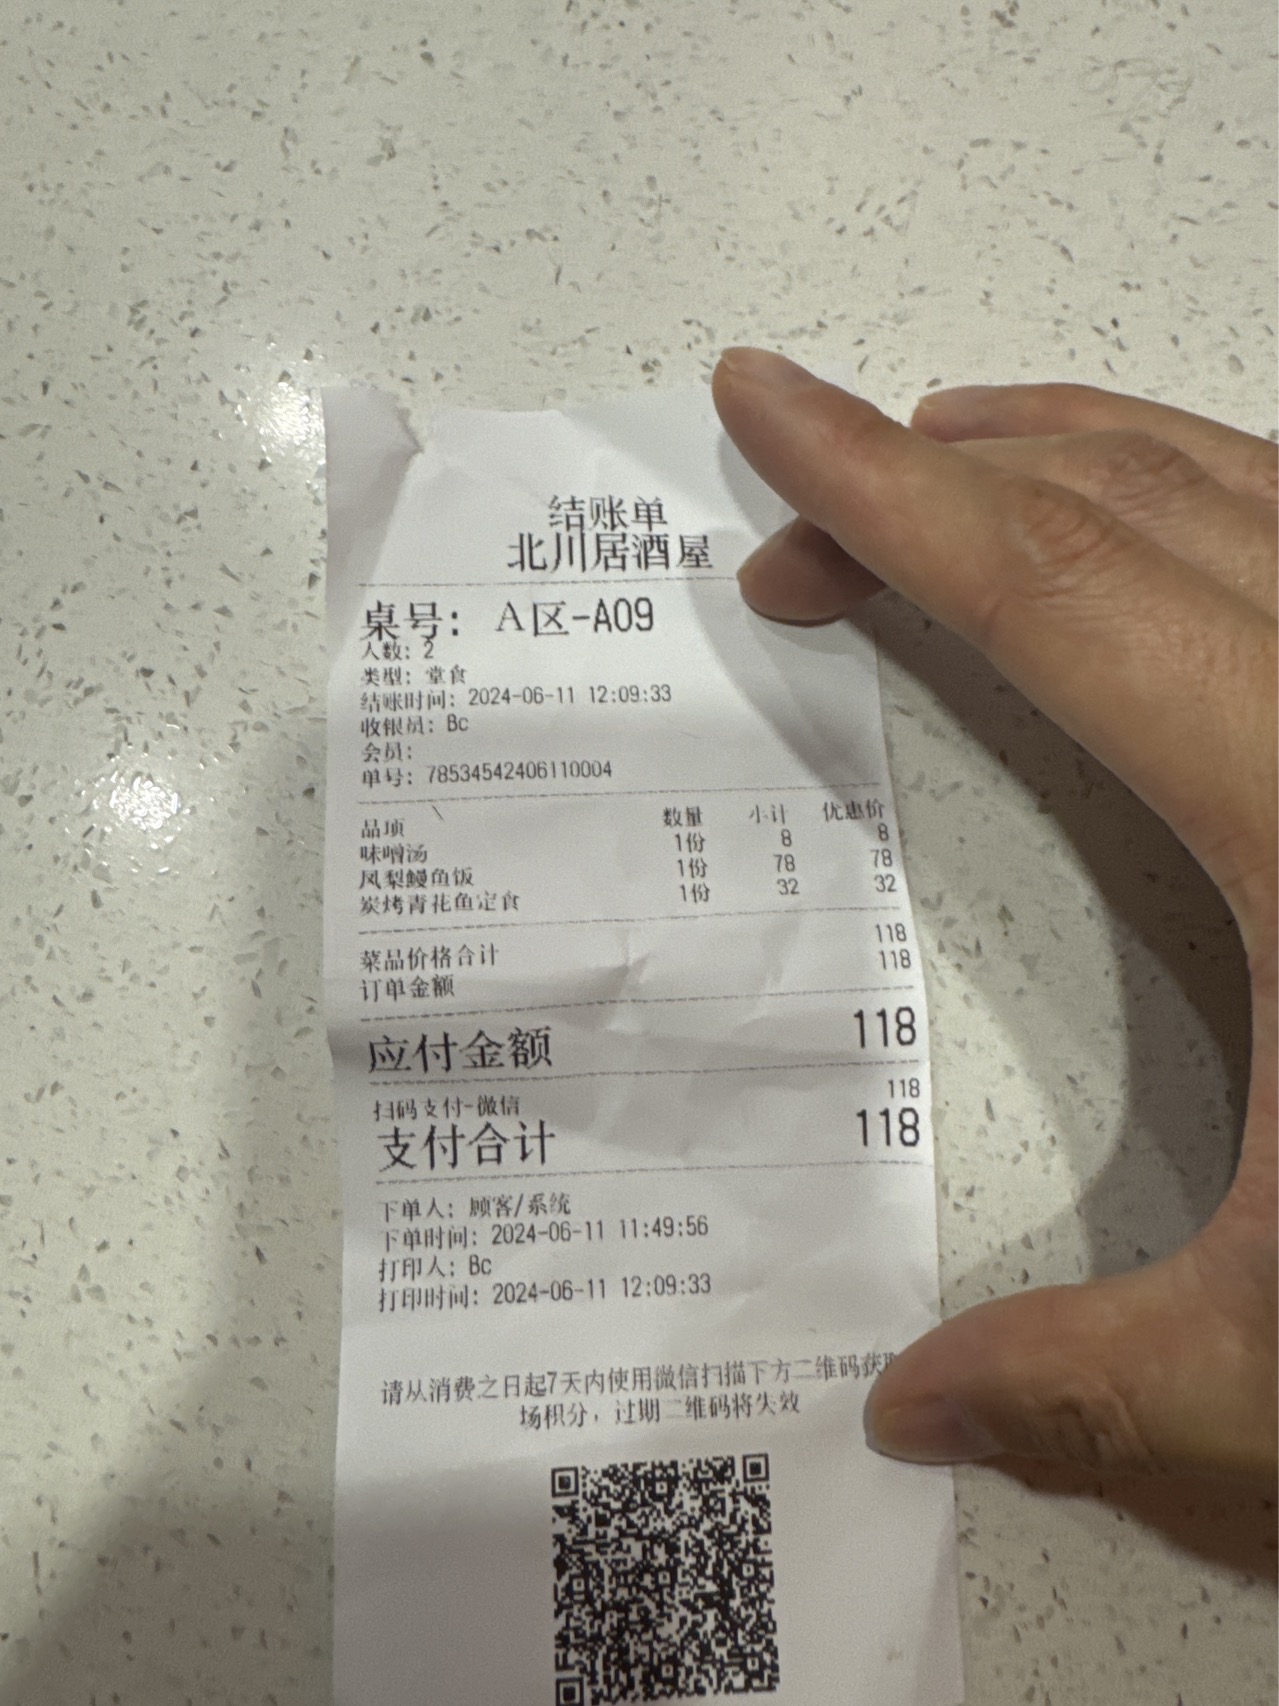 结账单
北川居酒屋
桌号: A区-A09
人数: 2
类型: 堂食
结账时间: 2024-06-11 12:09:33
收银员: Bc
会员:
单号: 78534542406110004
品项 数量 小计 优惠价
味噌汤 1份 8 8
凤梨鳗鱼饭 1份 78 78
炭烤青花鱼定食 1份 32 32
菜品价格合计 118
订单金额 118
应付金额 118
扫码支付-微信 118
支付合计 118
下单人: 顾客/系统
下单时间: 2024-06-11 11:49:56
打印人: Bc
打印时间: 2024-06-11 12:09:33
请从消费之日起7天内使用微信扫描下方二维码获
场积分，过期二维码将失效